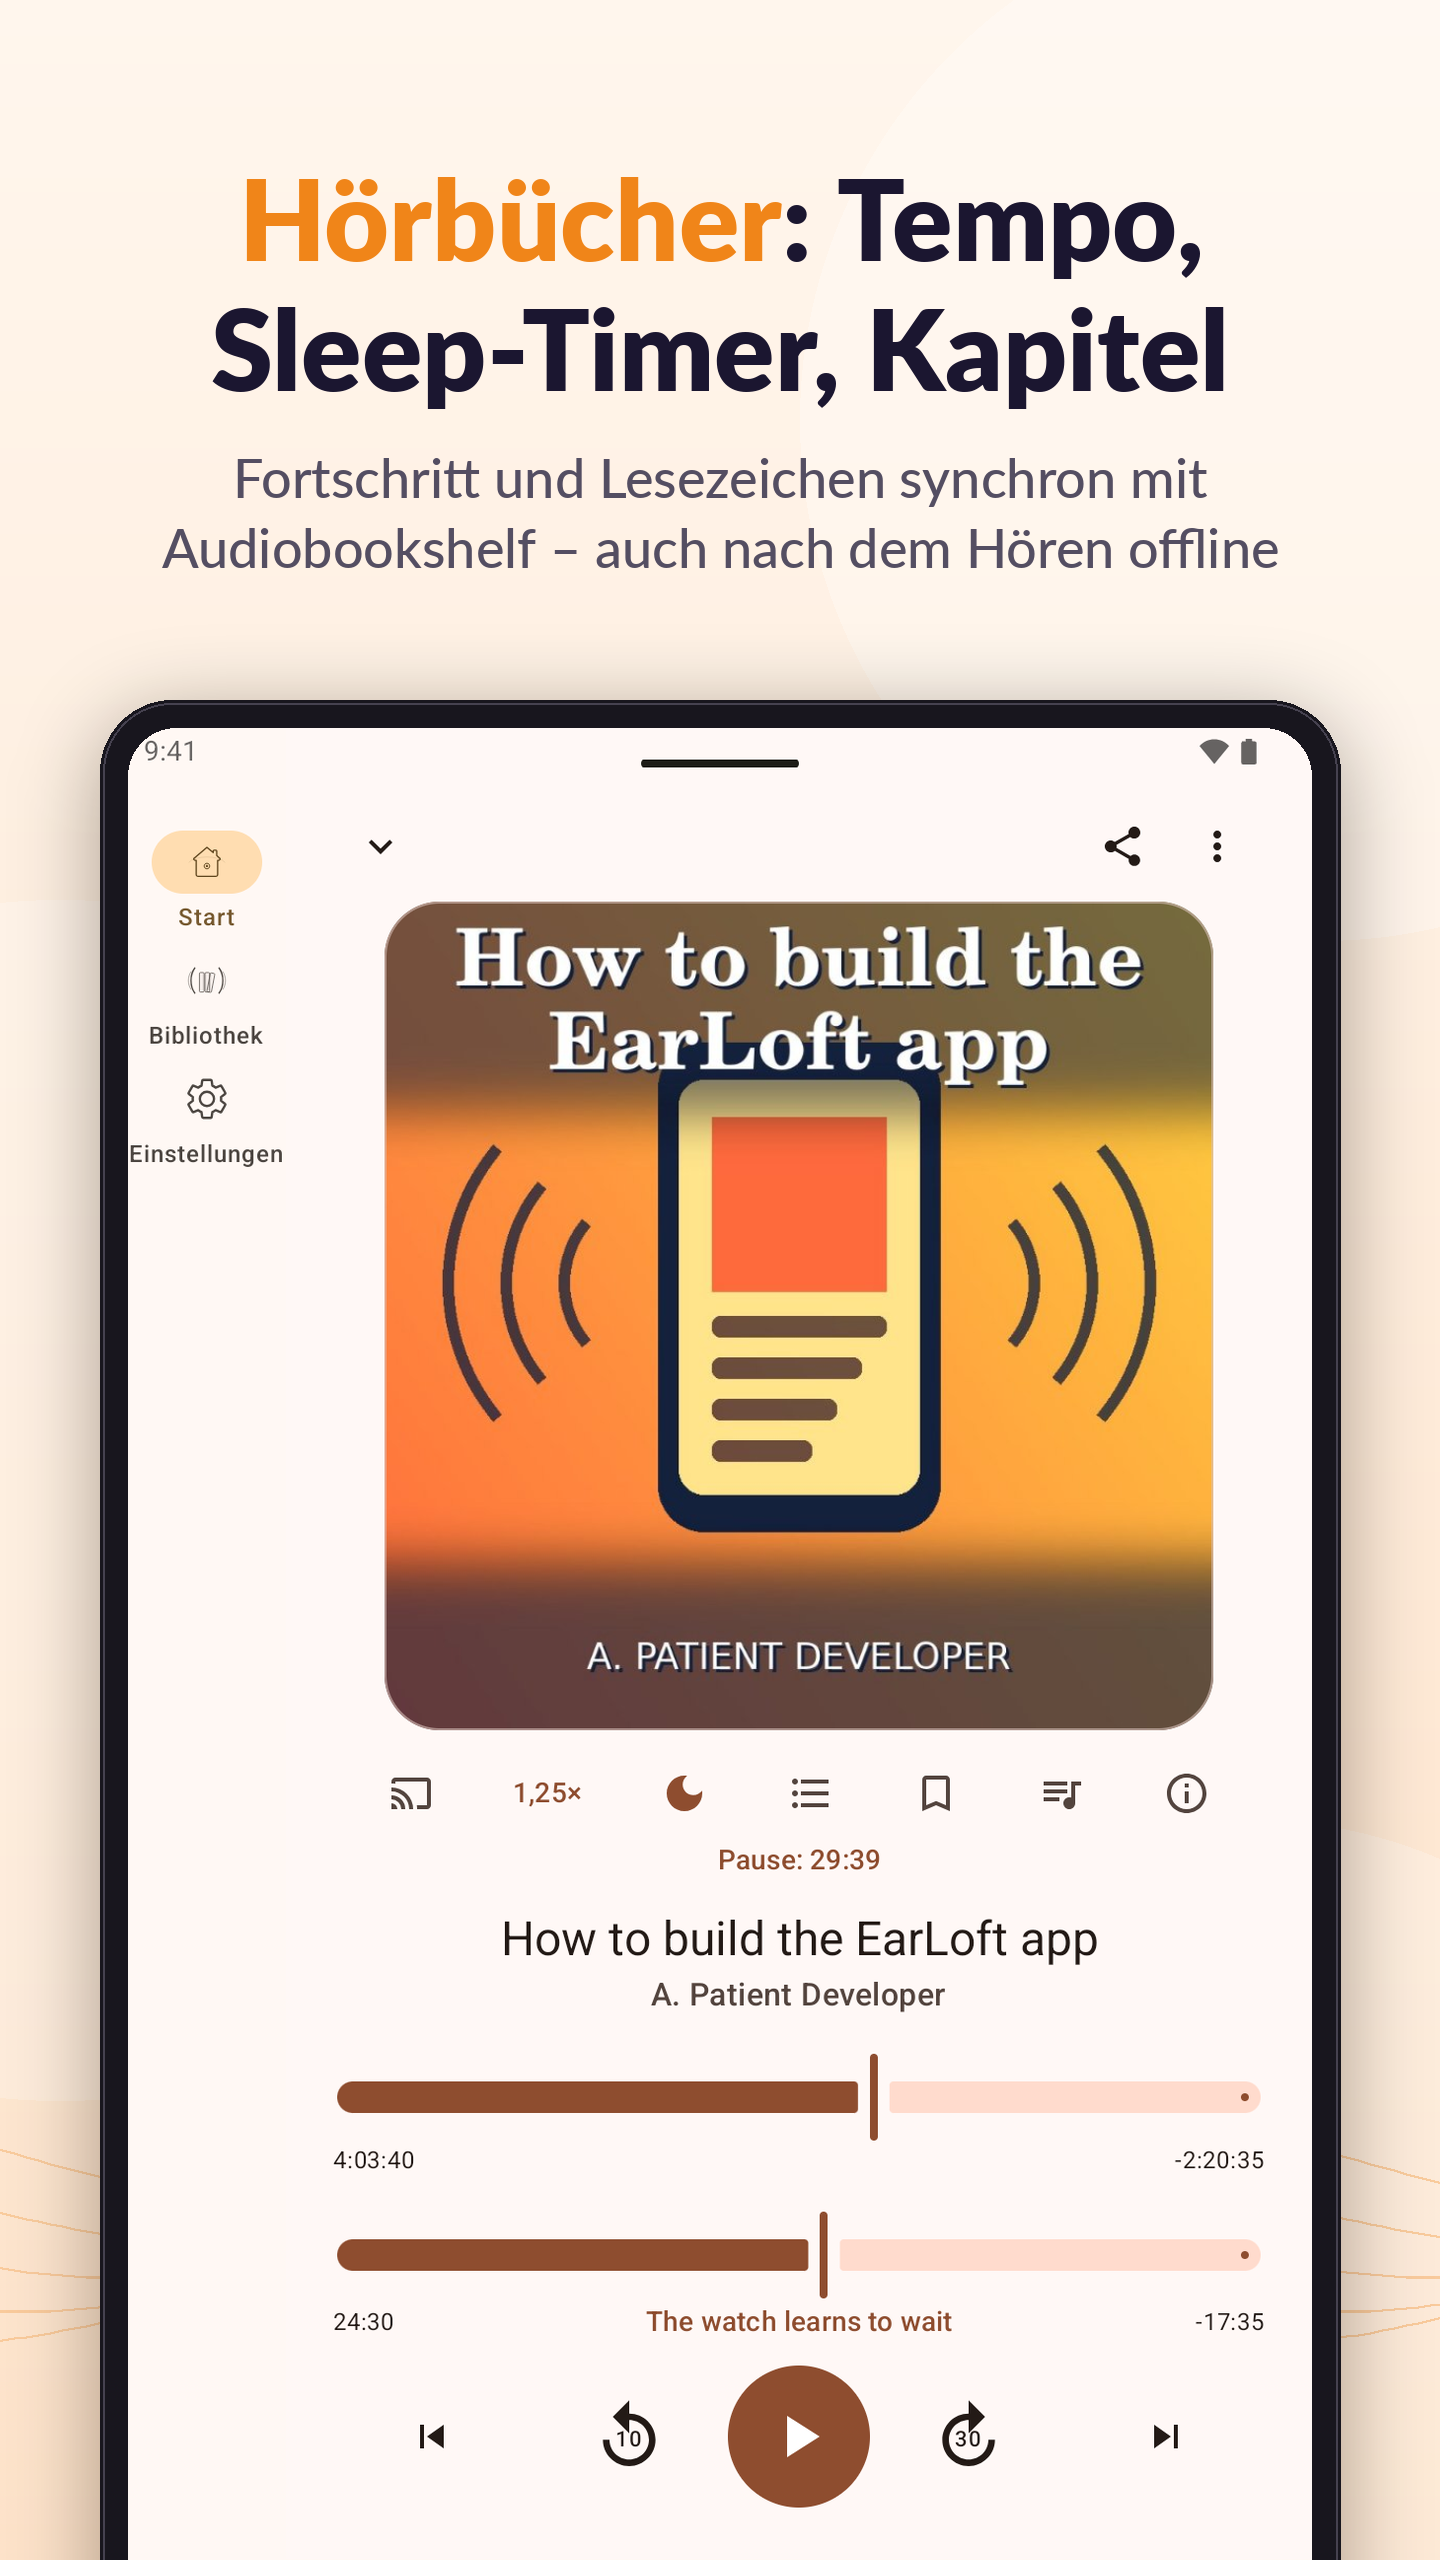 Hörbücher: Tempo,
Sleep-Timer, Kapitel
Fortschritt und Lesezeichen synchron mit
Audiobookshelf – auch nach dem Hören offline
9:41
Start
Bibliothek
Einstellungen
How to build the
EarLoft app
A. PATIENT DEVELOPER
1,25×
Pause: 29:39
How to build the EarLoft app
A. Patient Developer
4:03:40 -2:20:35
24:30 The watch learns to wait -17:35
10 30